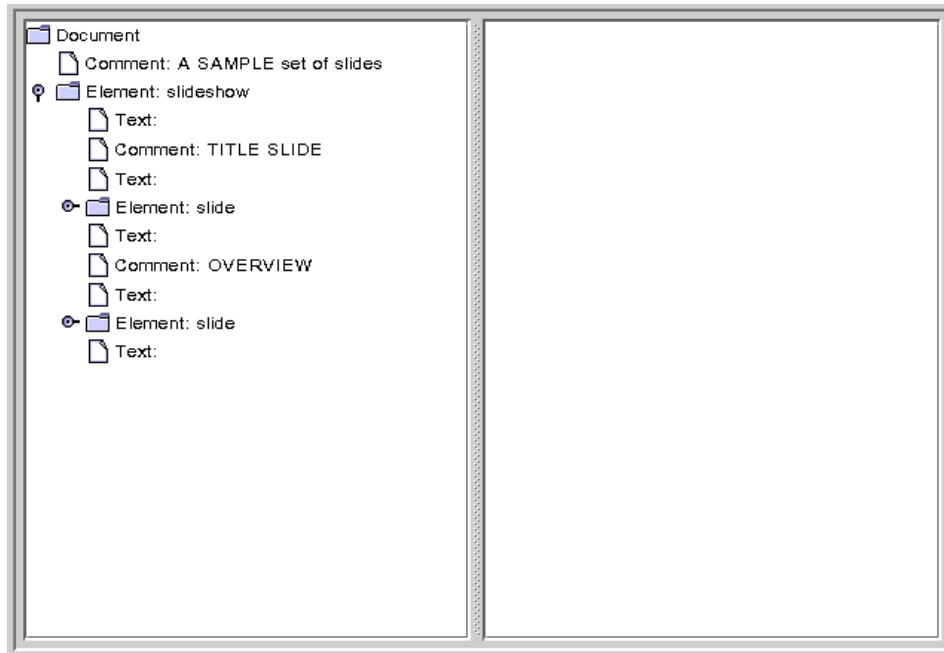 Document
Comment: A SAMPLE set of slides
Element: slideshow
Text:
Comment: TITLE SLIDE
Text:
Element: slide
Text:
Comment: OVERVIEW
Text:
Element: slide
Text: